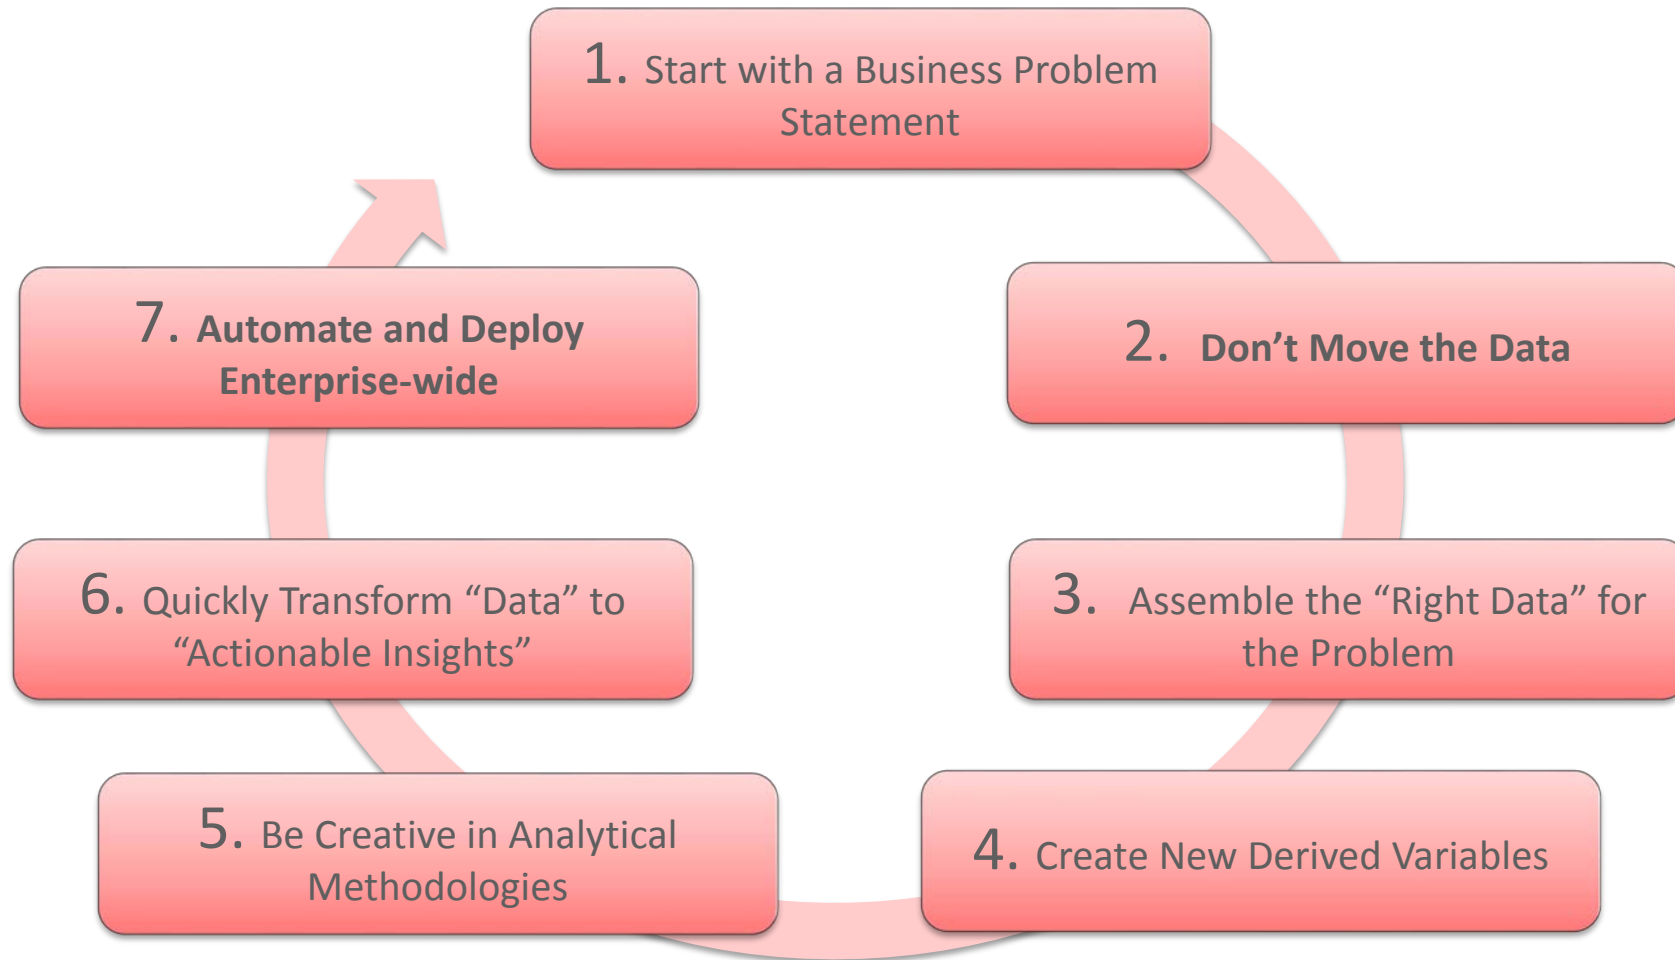 1. Start with a Business Problem
Statement
2. Don’t Move the Data
3. Assemble the “Right Data” for
the Problem
4. Create New Derived Variables
5. Be Creative in Analytical
Methodologies
6. Quickly Transform “Data” to
“Actionable Insights”
7. Automate and Deploy
Enterprise-wide